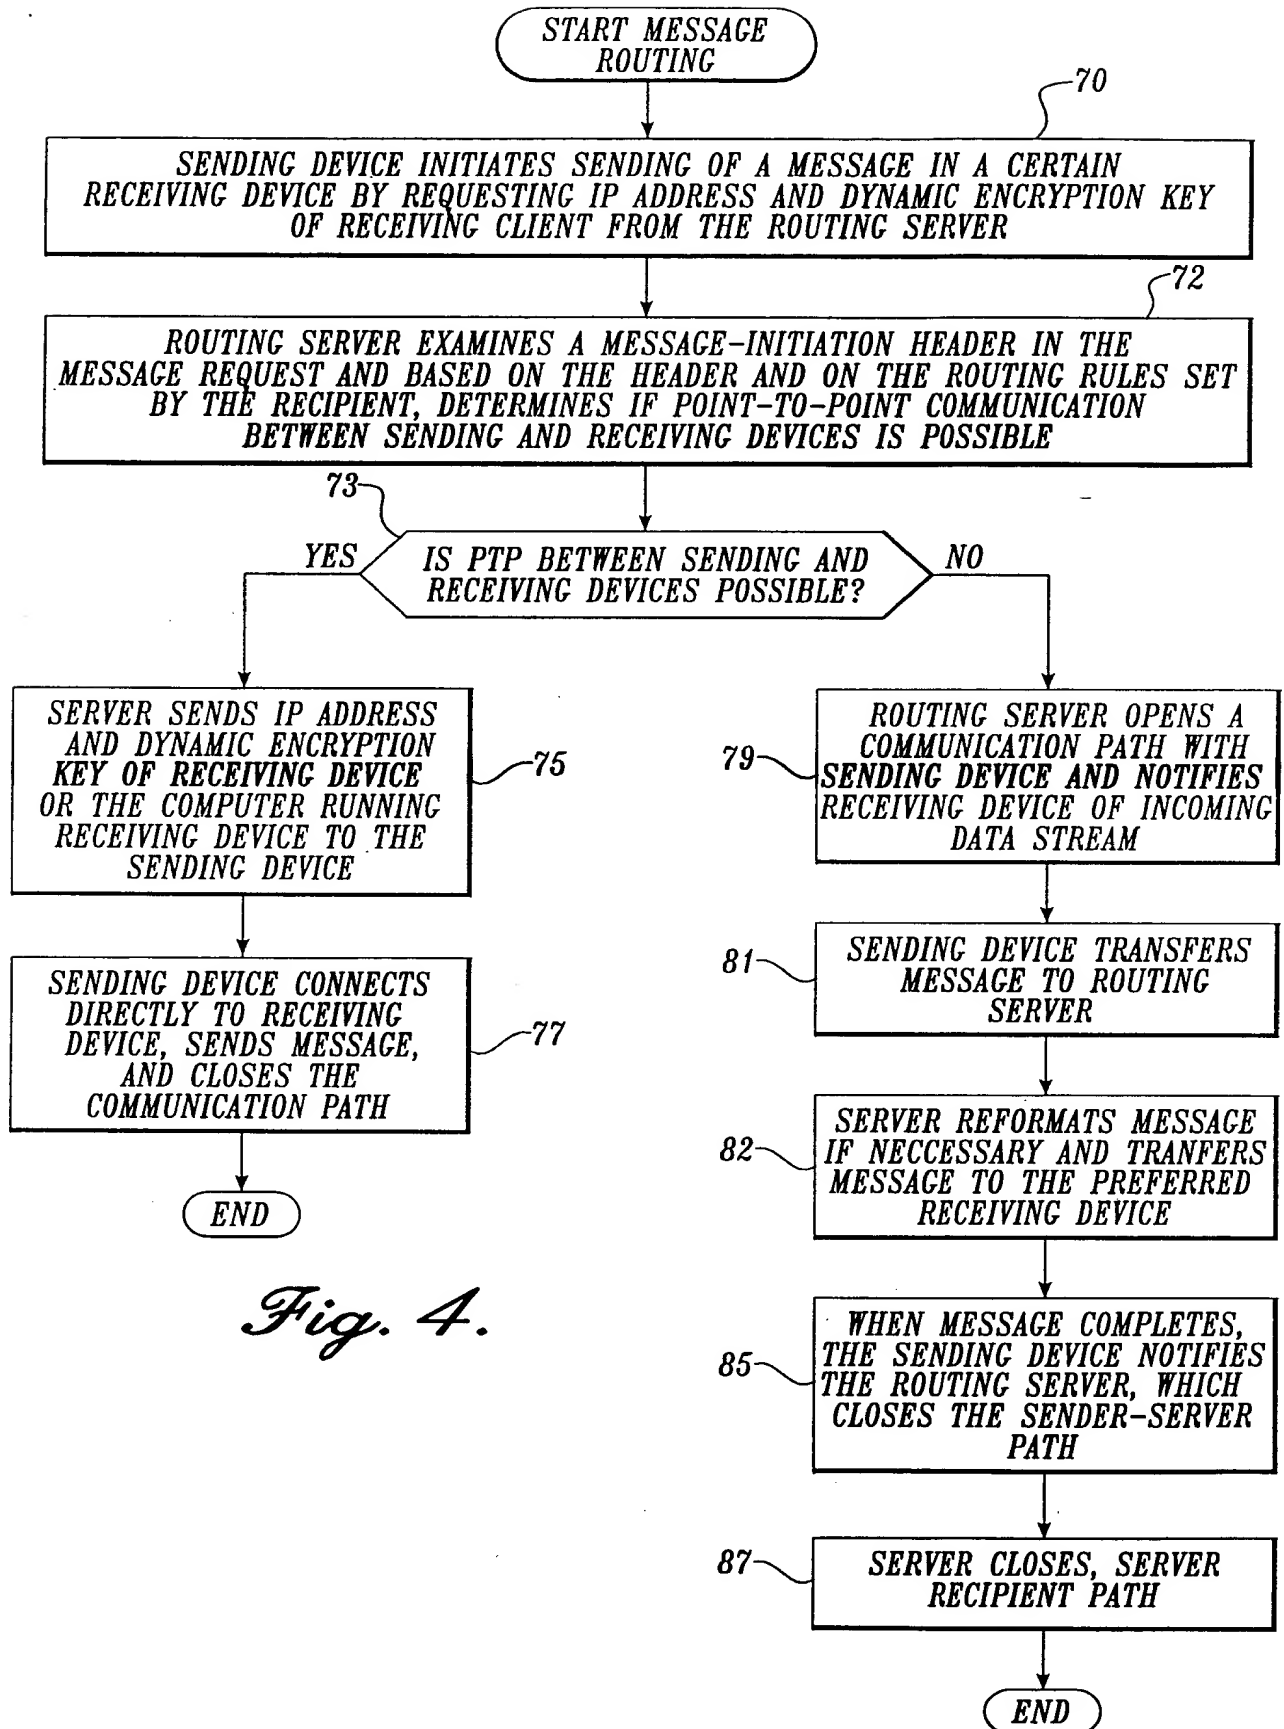 START MESSAGE
ROUTING
70
SENDING DEVICE INITIATES SENDING OF A MESSAGE IN A CERTAIN
RECEIVING DEVICE BY REQUESTING IP ADDRESS AND DYNAMIC ENCRYPTION KEY
OF RECEIVING CLIENT FROM THE ROUTING SERVER
72
ROUTING SERVER EXAMINES A MESSAGE-INITIATION HEADER IN THE
MESSAGE REQUEST AND BASED ON THE HEADER AND ON THE ROUTING RULES SET
BY THE RECIPIENT, DETERMINES IF POINT-TO-POINT COMMUNICATION
BETWEEN SENDING AND RECEIVING DEVICES IS POSSIBLE
73
YES
IS PTP BETWEEN SENDING AND
RECEIVING DEVICES POSSIBLE?
NO
SERVER SENDS IP ADDRESS
AND DYNAMIC ENCRYPTION
KEY OF RECEIVING DEVICE
OR THE COMPUTER RUNNING
RECEIVING DEVICE TO THE
SENDING DEVICE
75
SENDING DEVICE CONNECTS
DIRECTLY TO RECEIVING
DEVICE, SENDS MESSAGE,
AND CLOSES THE
COMMUNICATION PATH
77
END
Fig. 4.
79
ROUTING SERVER OPENS A
COMMUNICATION PATH WITH
SENDING DEVICE AND NOTIFIES
RECEIVING DEVICE OF INCOMING
DATA STREAM
81
SENDING DEVICE TRANSFERS
MESSAGE TO ROUTING
SERVER
82
SERVER REFORMATS MESSAGE
IF NECCESSARY AND TRANFERS
MESSAGE TO THE PREFERRED
RECEIVING DEVICE
85
WHEN MESSAGE COMPLETES,
THE SENDING DEVICE NOTIFIES
THE ROUTING SERVER, WHICH
CLOSES THE SENDER-SERVER
PATH
87
SERVER CLOSES, SERVER
RECIPIENT PATH
END